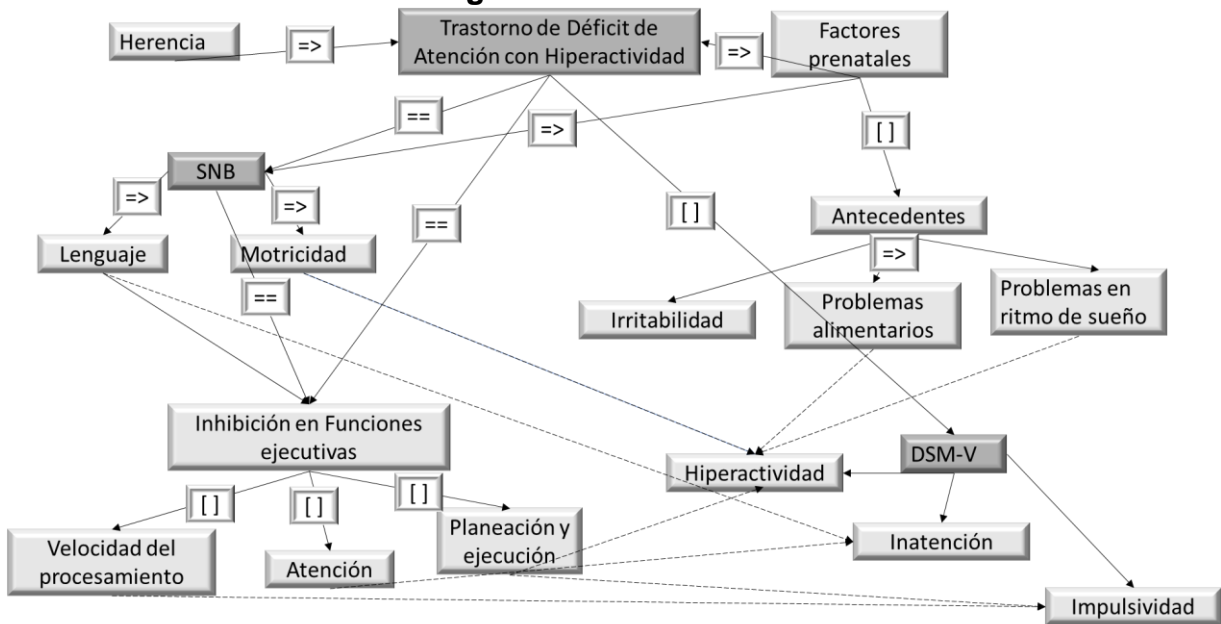 Herencia
=>
Trastorno de Déficit de
Atención con Hiperactividad
=>
Factores
prenatales
==
=>
[ ]
SNB
=>
=>
==
[ ]
Antecedentes
Lenguaje
Motricidad
=>
==
Irritabilidad
Problemas
alimentarios
Problemas en
ritmo de sueño
Inhibición en Funciones
ejecutivas
Hiperactividad
DSM-V
[ ]
[ ]
[ ]
Velocidad del
procesamiento
Atención
Planeación y
ejecución
Inatención
Impulsividad